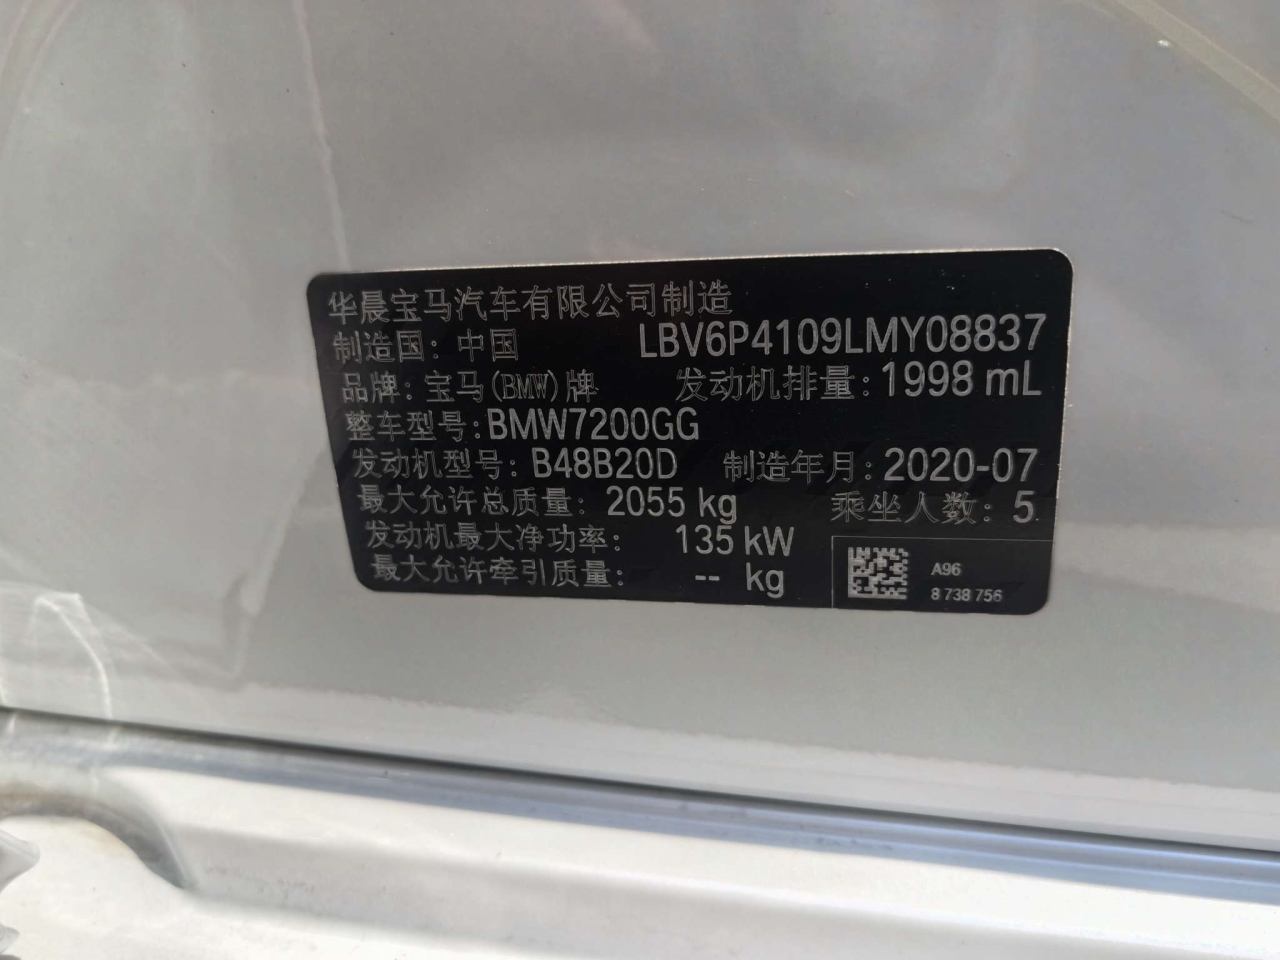 华晨宝马汽车有限公司制造
制造国: 中国 LBV6P4109LMY08837
品牌: 宝马(BMW)牌 发动机排量: 1998 mL
整车型号: BMW7200GG
发动机型号: B48B20D 制造年月: 2020-07
最大允许总质量: 2055 kg 乘坐人数: 5
发动机最大净功率: 135 kW
最大允许牵引质量: -- kg
A96
8 738 756